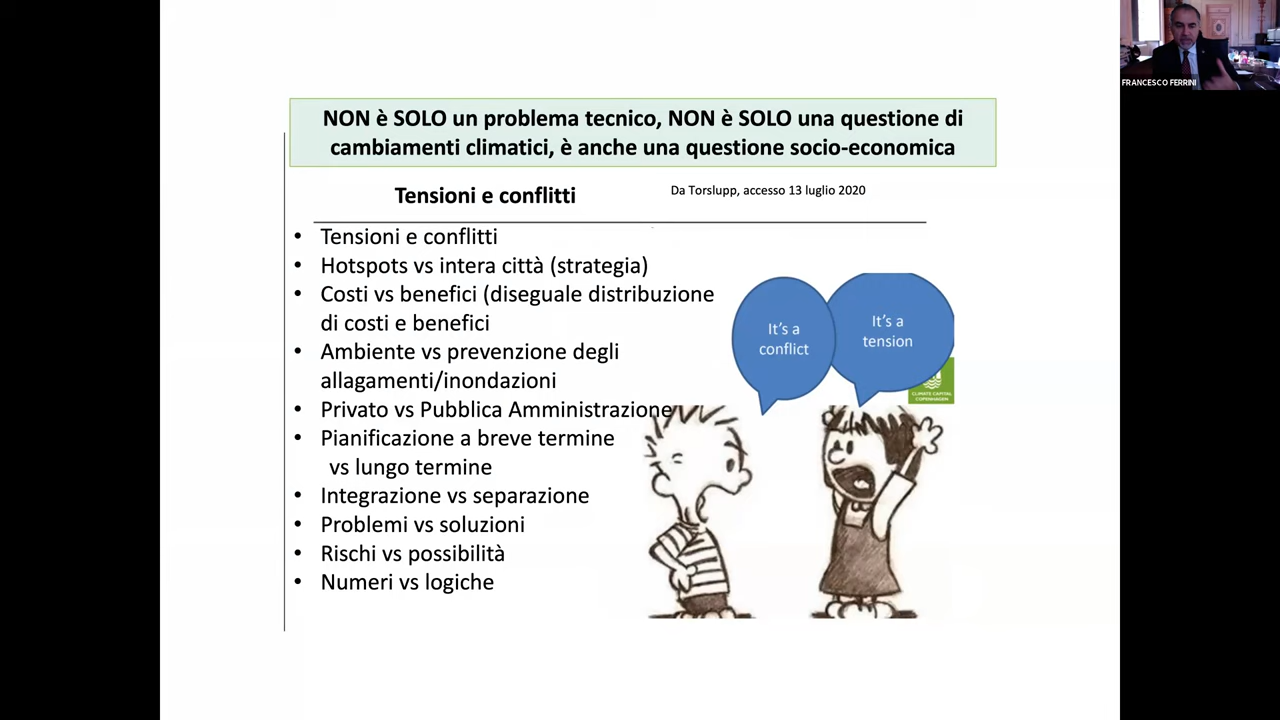 FRANCESCO FERRINI
NON è SOLO un problema tecnico, NON è SOLO una questione di
cambiamenti climatici, è anche una questione socio-economica
Tensioni e conflitti
Da Torslupp, accesso 13 luglio 2020
• Tensioni e conflitti
• Hotspots vs intera città (strategia)
• Costi vs benefici (diseguale distribuzione
di costi e benefici
• Ambiente vs prevenzione degli
allagamenti/inondazioni
• Privato vs Pubblica Amministrazione
• Pianificazione a breve termine
vs lungo termine
• Integrazione vs separazione
• Problemi vs soluzioni
• Rischi vs possibilità
• Numeri vs logiche
It's a
conflict
It's a
tension
CLIMATE CAPITAL
COPENHAGEN